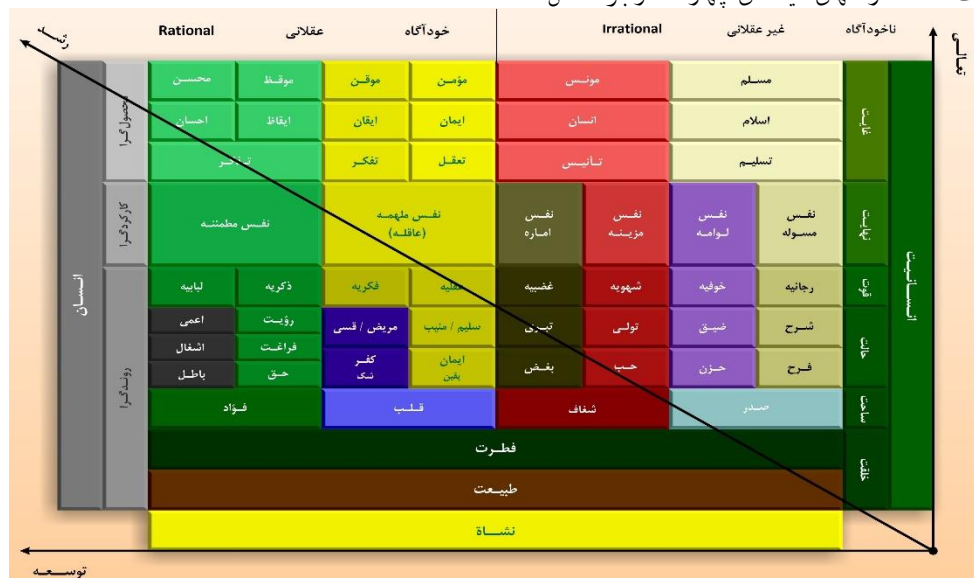 ناخودآگاه غیر عقلانی Irrational خودآگاه عقلانی Rational
رشد
تعالی
مسلم مونس مؤمن موقن موقظ محسن
اسلام انسان ایمان ایقان ایقاظ احسان
تسلیم تأنیس تعقل تفکر تذکر
غایت
محصول‌گرا
نفس مسوله نفس لوامه نفس مزینه نفس اماره نفس ملهمه (عاقله) نفس مطمئنه
نهایت
کارکردگرا
انسانیت
انسان
رجائیه خوفیه شهویه غضبیه عقلیه فکریه ذکریه لبابیه
قوت
شرح ضیق تولی تبری سلیم / منیب مریض / قسی رؤیت اعمی
فراغت اشغال
فرح حزن حب بغض ایمان یقین کفر شک حق باطل
حالت
روندگرا
صدر شغاف قلب فؤاد
ساحت
فطرت
طبیعت
خلقت
نشاة
توسعه